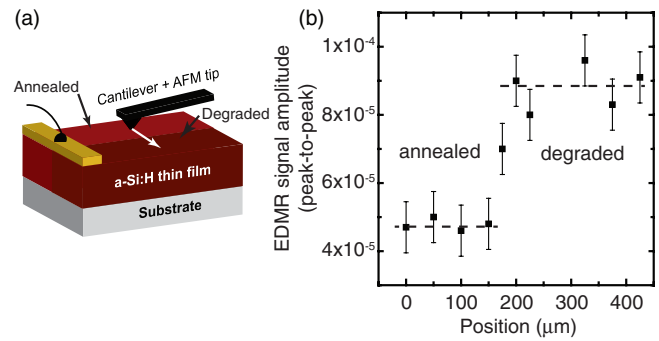 (a)
Annealed
Cantilever + AFM tip
Degraded
a-Si:H thin film
Substrate
(b)
EDMR signal amplitude
(peak-to-peak)
1x10-4
8x10-5
6x10-5
4x10-5
annealed
degraded
0 100 200 300 400
Position (μm)